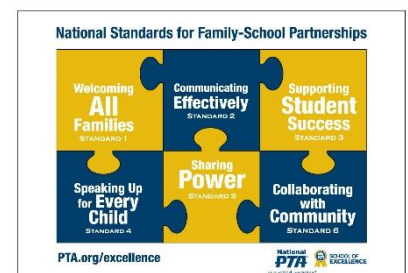 National Standards for Family-School Partnerships
Welcoming
All
Families
STANDARD 1
Communicating
Effectively
STANDARD 2
Supporting
Student
Success
STANDARD 3
Speaking Up
for Every
Child
STANDARD 4
Sharing
Power
STANDARD 5
Collaborating
with
Community
STANDARD 6
PTA.org/excellence
National
PTA
SCHOOL OF
EXCELLENCE